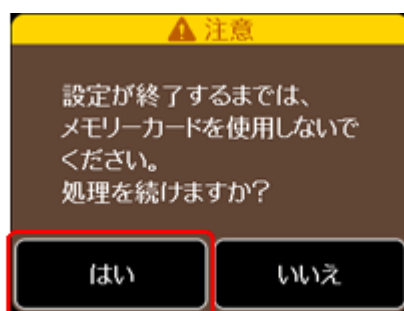 注意
設定が終了するまでは、
メモリーカードを使用しないで
ください。
処理を続けますか?
はい
いいえ